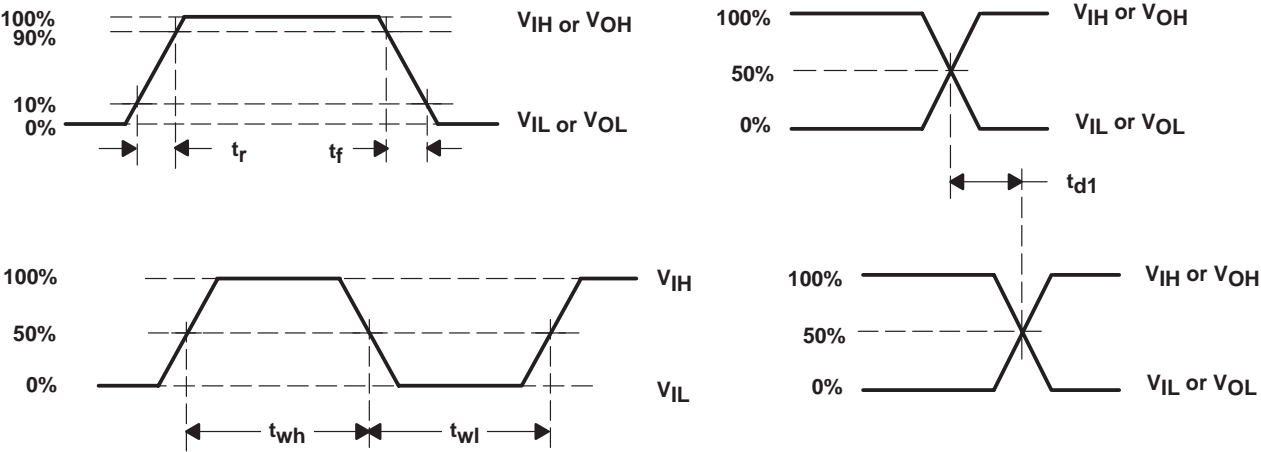 100%
90%
10%
0%
VIH or VOH
VIL or VOL
tr
tf
100%
50%
0%
VIH or VOH
VIL or VOL
td1
100%
50%
0%
VIH
VIL
twh
twl
100%
50%
0%
VIH or VOH
VIL or VOL